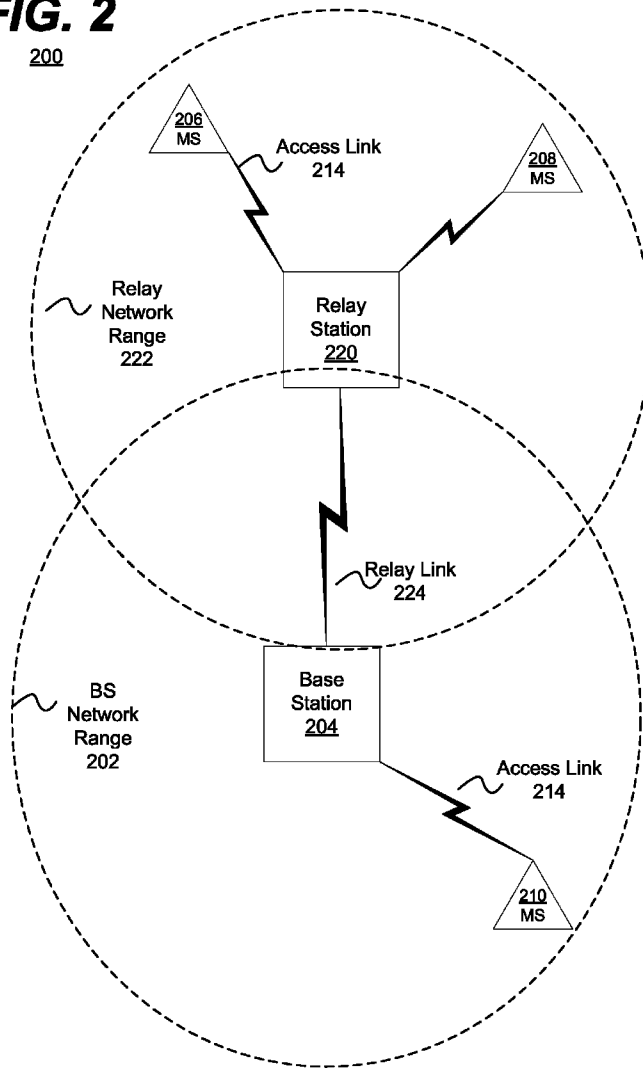 FIG. 2
200
206
MS
Access Link
214
208
MS
Relay
Network
Range
222
Relay
Station
220
Relay Link
224
BS
Network
Range
202
Base
Station
204
Access Link
214
210
MS